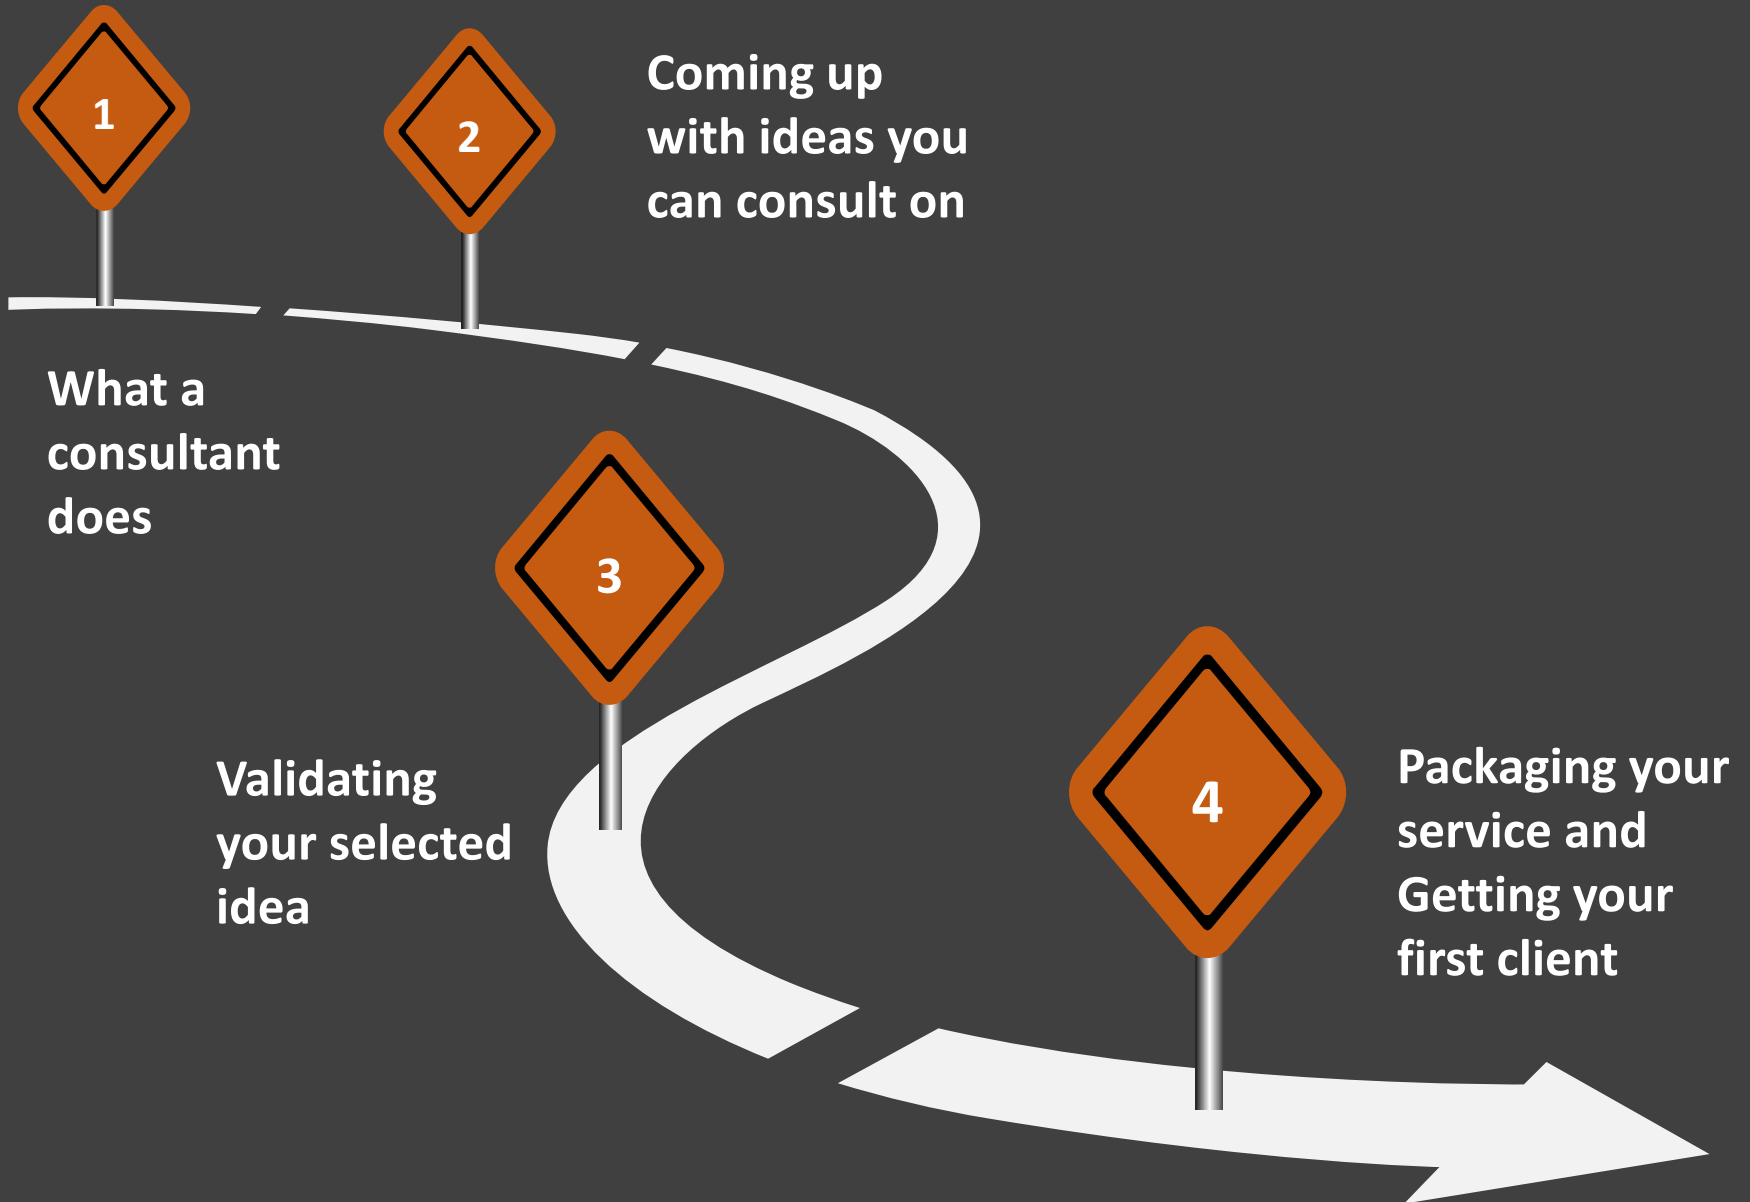 1
What a
consultant
does
2
Coming up
with ideas you
can consult on
3
Validating
your selected
idea
4
Packaging your
service and
Getting your
first client